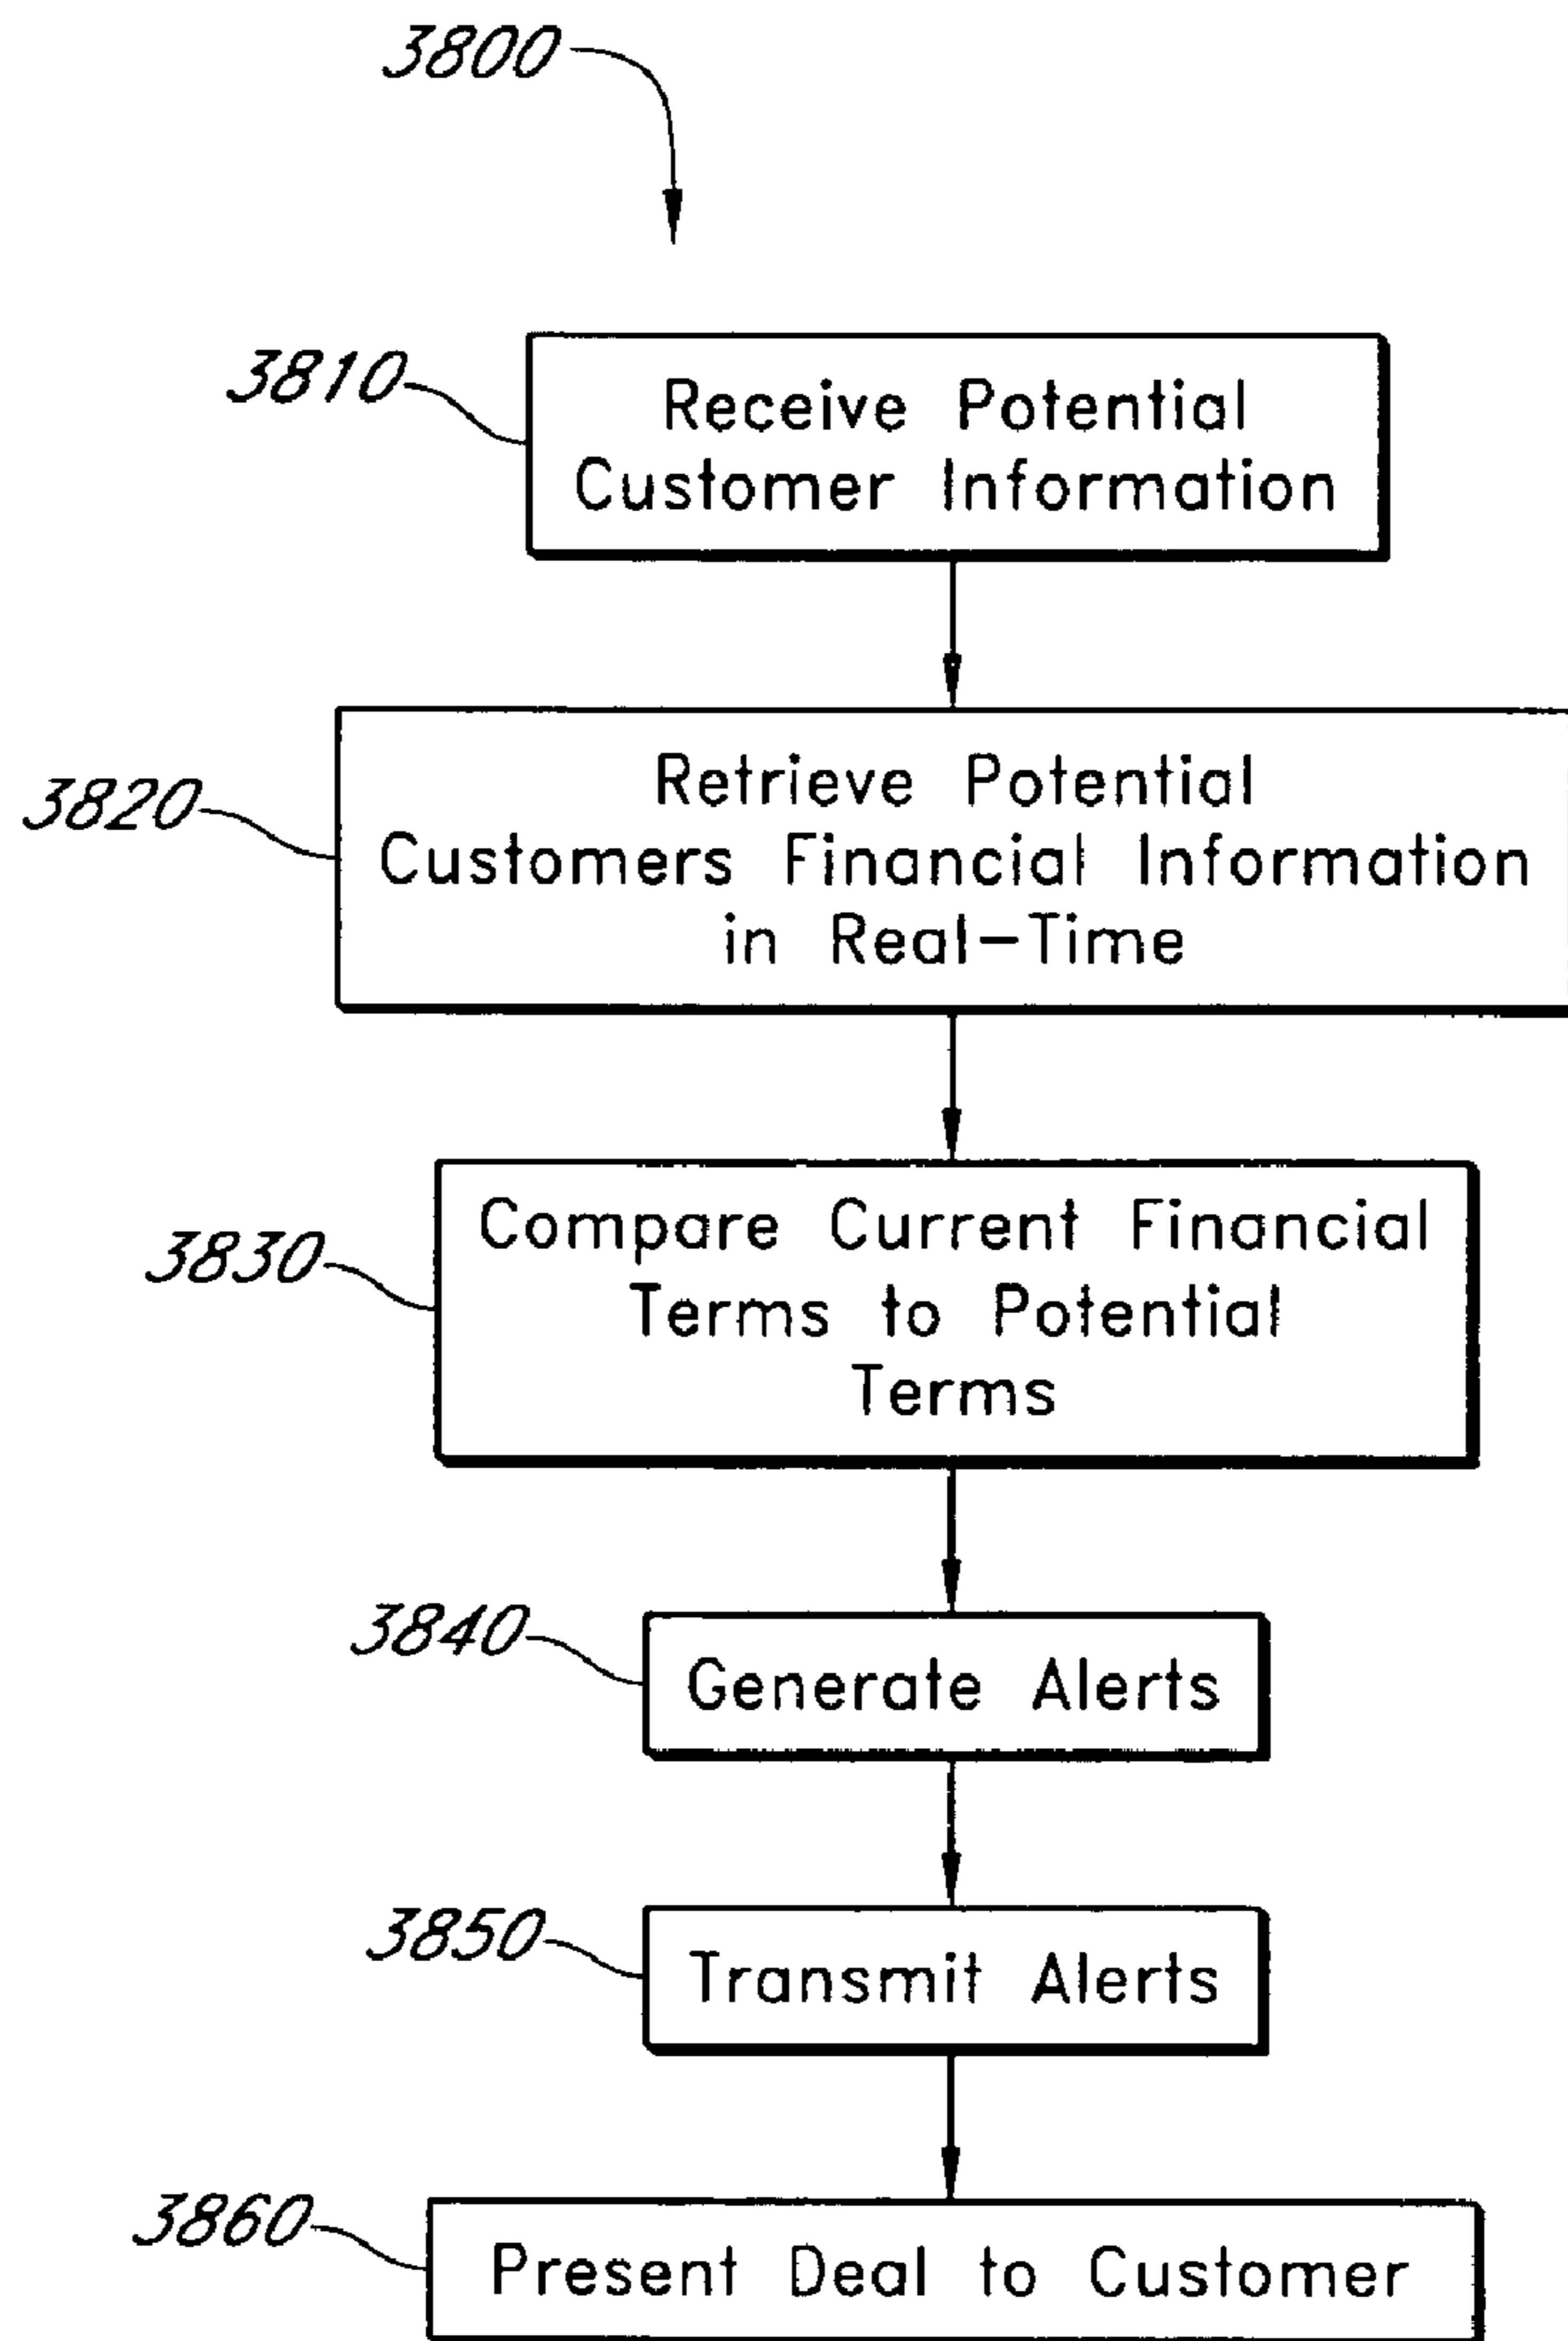 3800
3810
Receive Potential
Customer Information
3820
Retrieve Potential
Customers Financial Information
in Real-Time
3830
Compare Current Financial
Terms to Potential
Terms
3840
Generate Alerts
3850
Transmit Alerts
3860
Present Deal to Customer